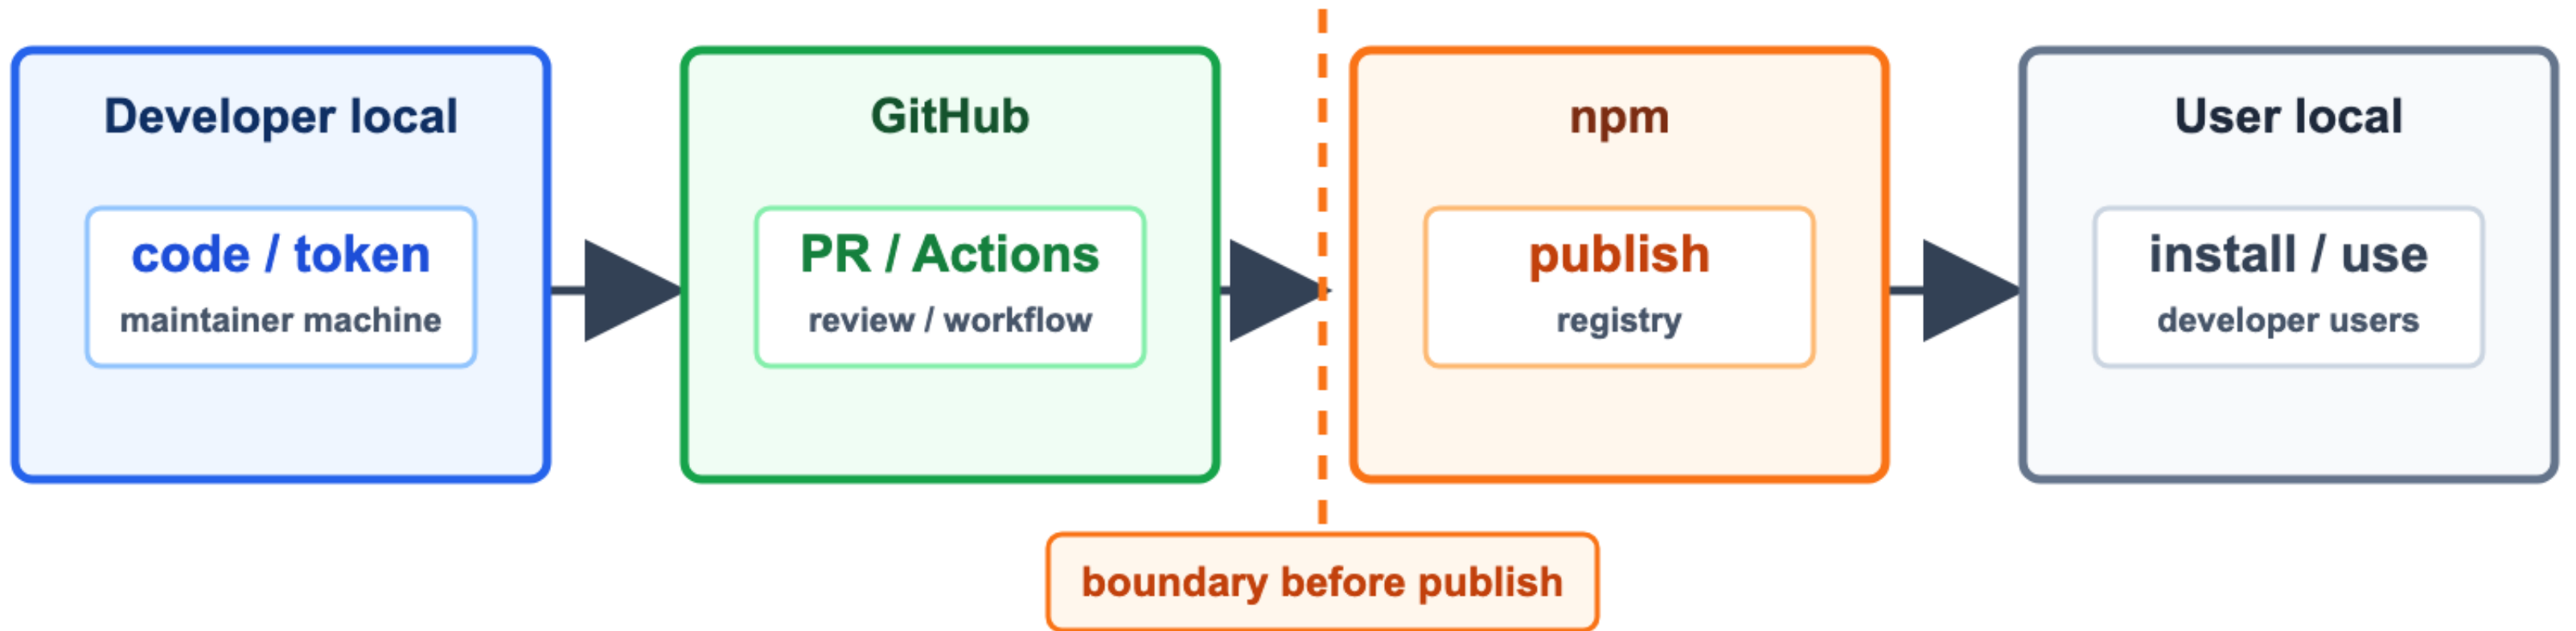 Developer local
code / token
maintainer machine
GitHub
PR / Actions
review / workflow
npm
publish
registry
User local
install / use
developer users
boundary before publish